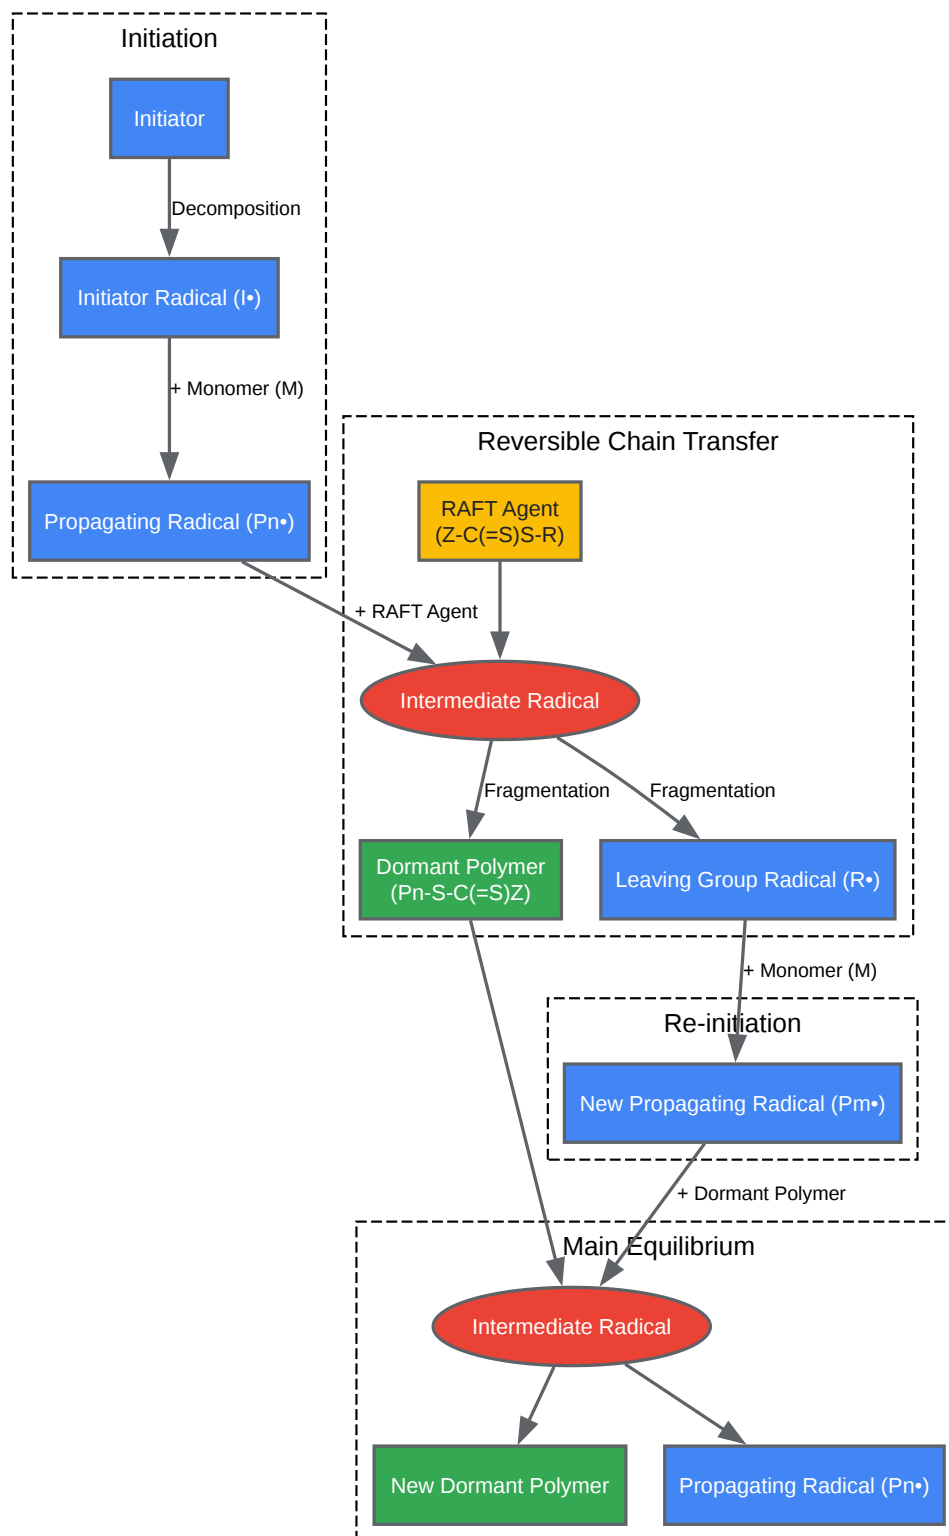 Initiation
Initiator
Decomposition
Initiator Radical (I•)
+ Monomer (M)
Propagating Radical (Pn•)
Reversible Chain Transfer
RAFT Agent
(Z-C(=S)S-R)
+ RAFT Agent
Intermediate Radical
Fragmentation
Fragmentation
Dormant Polymer
(Pn-S-C(=S)Z)
Leaving Group Radical (R•)
+ Monomer (M)
Re-initiation
New Propagating Radical (Pm•)
+ Dormant Polymer
Main Equilibrium
Intermediate Radical
New Dormant Polymer
Propagating Radical (Pn•)